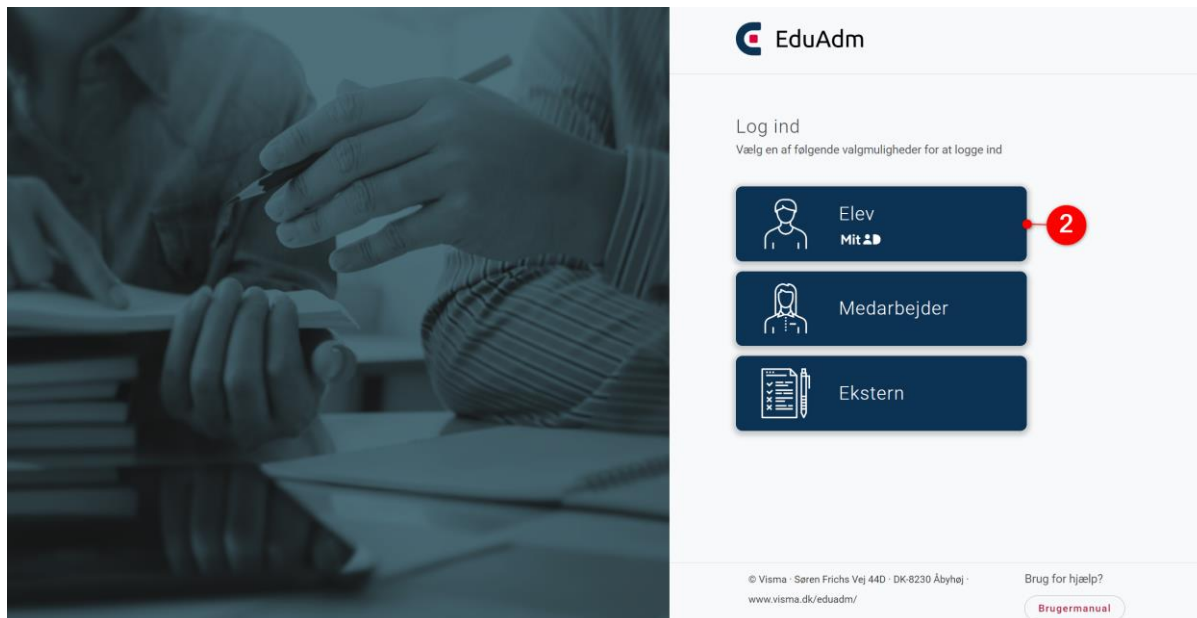 EduAdm
Log ind
Vælg en af følgende valgmuligheder for at logge ind
Elev
Mit ID
2
Medarbejder
Ekstern
© Visma · Søren Frichs Vej 44D · DK-8230 Åbyhøj ·
www.visma.dk/eduadm/
Brug for hjælp?
Brugermanual